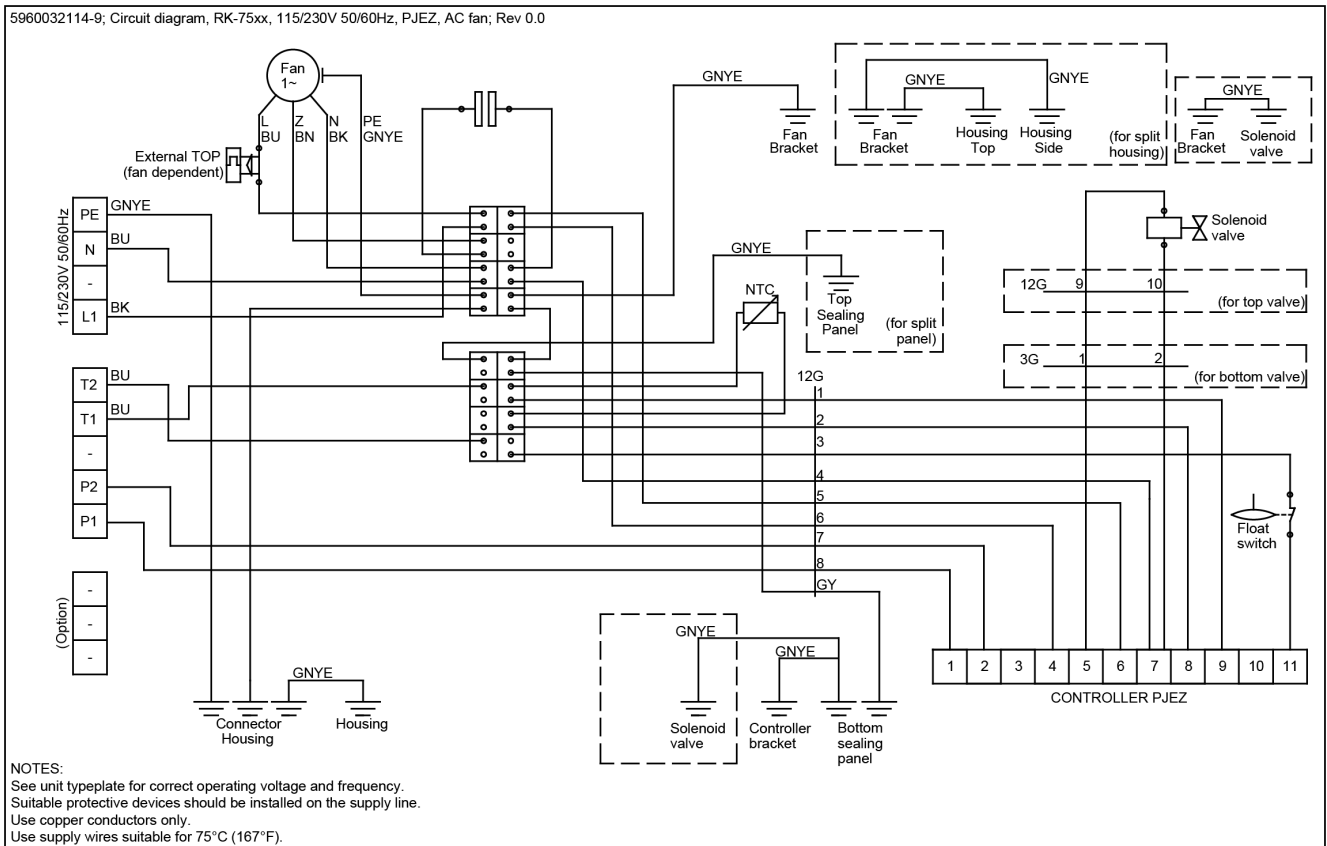 5960032114-9; Circuit diagram, RK-75xx, 115/230V 50/60Hz, PJEZ, AC fan; Rev 0.0
Fan
1~
L
BU
Z
BN
N
BK
PE
GNYE
External TOP
(fan dependent)
115/230V 50/60Hz
PE
GNYE
N
BU
-
L1
BK
T2
BU
T1
BU
-
P2
P1
(Option)
-
-
-
GNYE
Fan
Bracket
GNYE
GNYE
Fan
Bracket
Housing
Top
Housing
Side
(for split
housing)
GNYE
Fan
Bracket
Solenoid
valve
GNYE
Top
Sealing
Panel
(for split
panel)
NTC
Solenoid
valve
12G
9
10
(for top valve)
3G
1
2
(for bottom valve)
12G
1
2
3
4
5
6
7
8
GY
Float
switch
GNYE
Connector
Housing
Housing
GNYE
GNYE
Solenoid
valve
Controller
bracket
Bottom
sealing
panel
1 2 3 4 5 6 7 8 9 10 11
CONTROLLER PJEZ
NOTES:
See unit typeplate for correct operating voltage and frequency.
Suitable protective devices should be installed on the supply line.
Use copper conductors only.
Use supply wires suitable for 75°C (167°F).